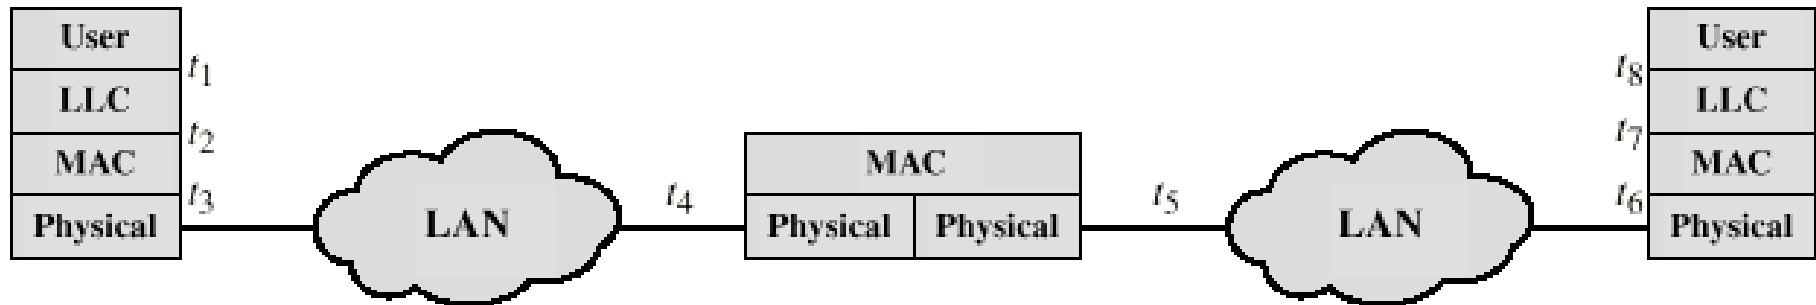 User
t1
LLC
t2
MAC
t3
Physical
LAN
t4
MAC
Physical
Physical
t5
LAN
User
t8
LLC
t7
MAC
t6
Physical